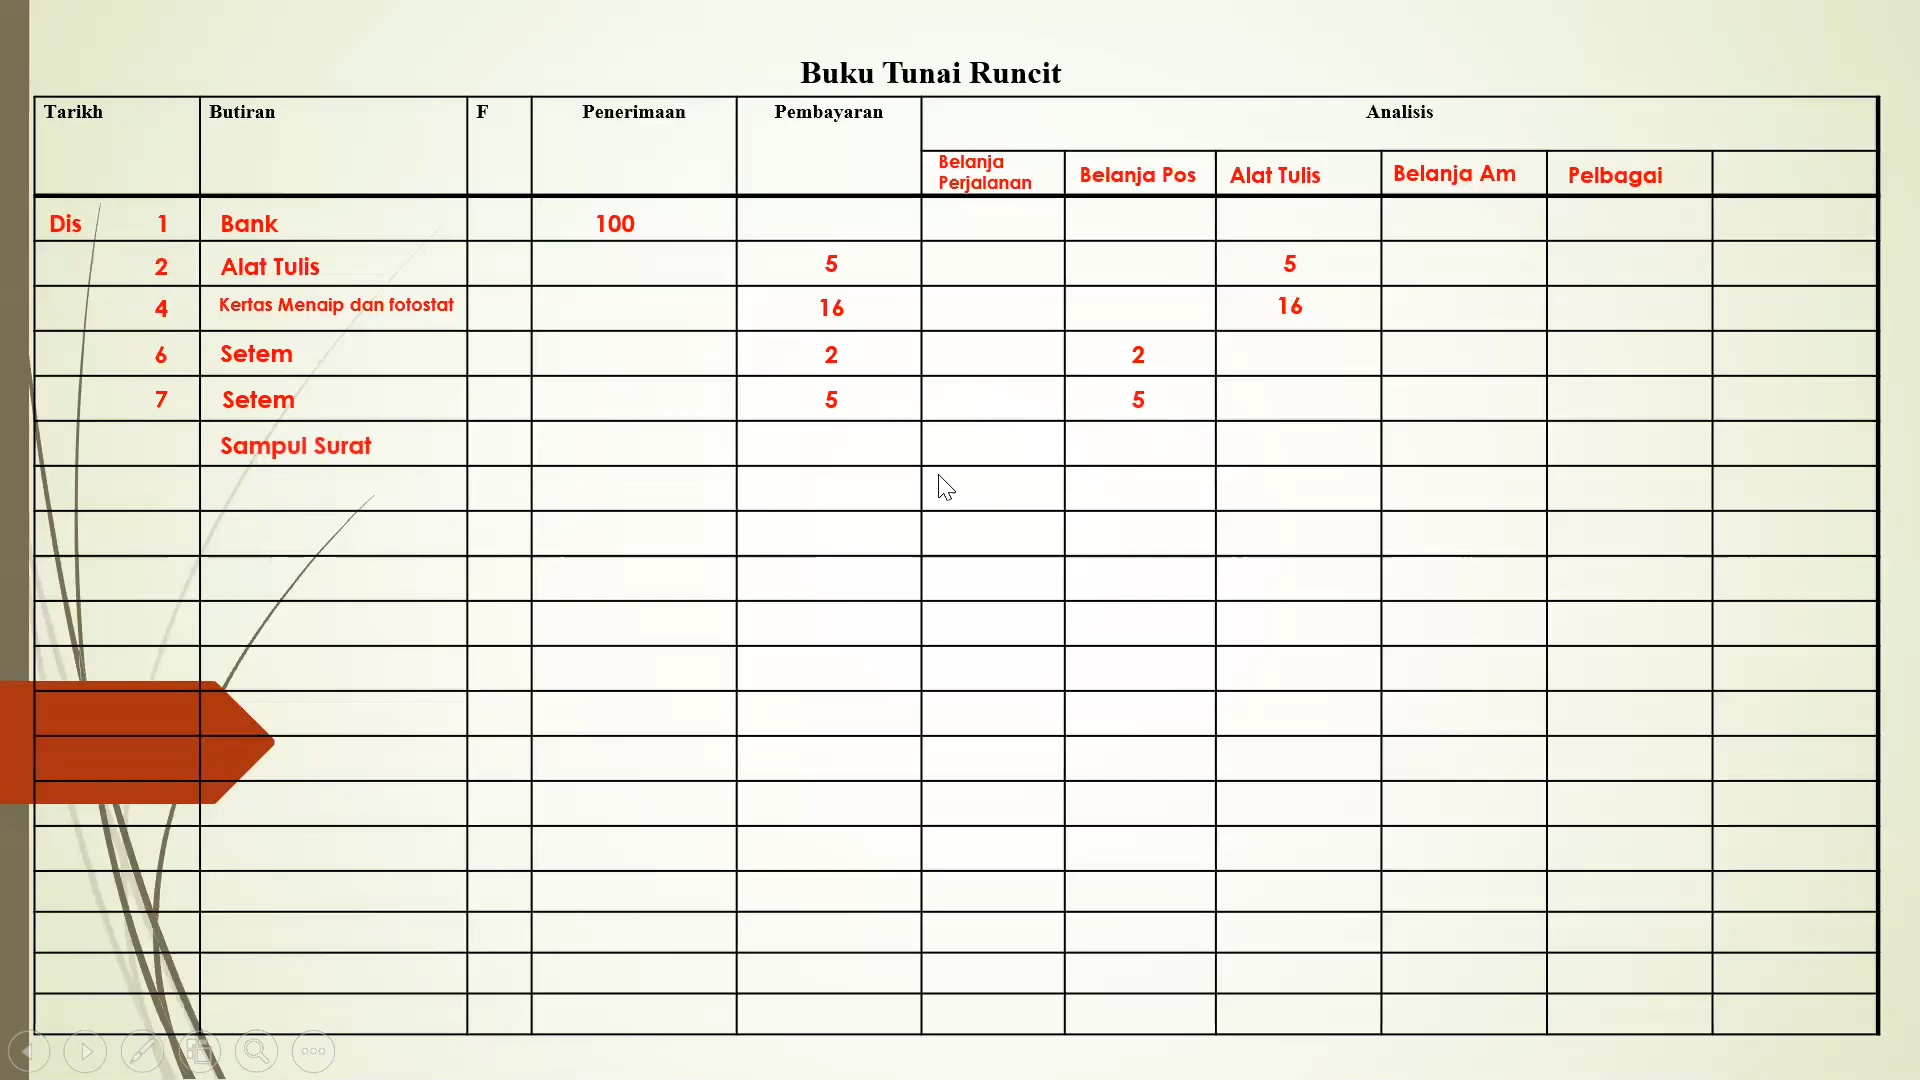 Buku Tunai Runcit
Tarikh Butiran F Penerimaan Pembayaran Analisis
Belanja Perjalanan Belanja Pos Alat Tulis Belanja Am Pelbagai
Dis 1 Bank 100
2 Alat Tulis 5 5
4 Kertas Menaip dan fotostat 16 16
6 Setem 2 2
7 Setem 5 5
Sampul Surat